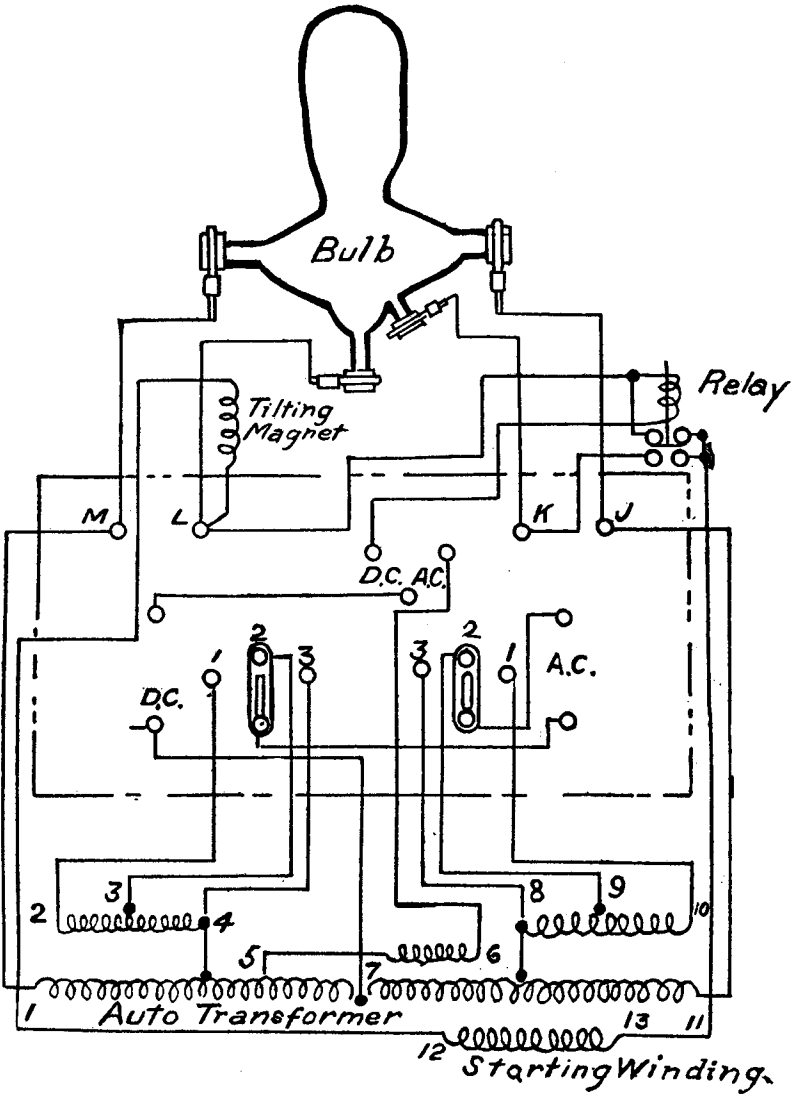 Bulb
Relay
Tilting
Magnet
M
L
K
J
D.C. A.C.
2
2
1
3
3
1
A.C.
D.C.
3
8
9
2
4
10
5
7
6
1
Auto Transformer
13
11
12
Starting Winding